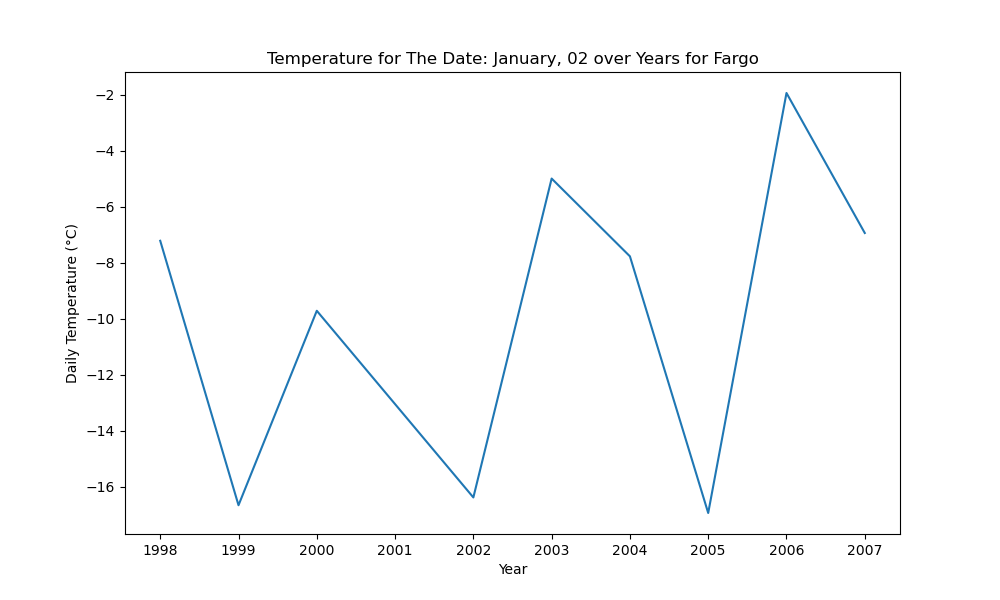 Temperature for The Date: January, 02 over Years for Fargo
−2
−4
−6
−8
−10
−12
−14
−16
Daily Temperature (°C)
1998 1999 2000 2001 2002 2003 2004 2005 2006 2007
Year